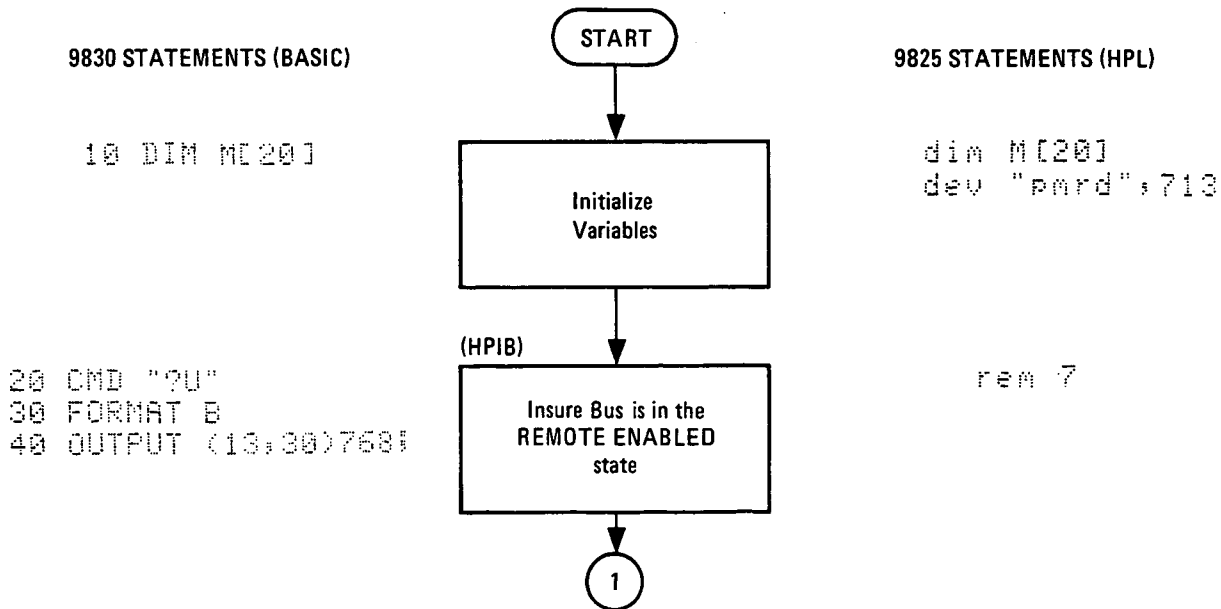 START
9830 STATEMENTS (BASIC)
9825 STATEMENTS (HPL)
10 DIM M[20]
Initialize
Variables
dim M[20]
dev "pmrd",713
(HPIB)
20 CMD "?U"
30 FORMAT B
40 OUTPUT (13,30)768;
Insure Bus is in the
REMOTE ENABLED
state
rem 7
1